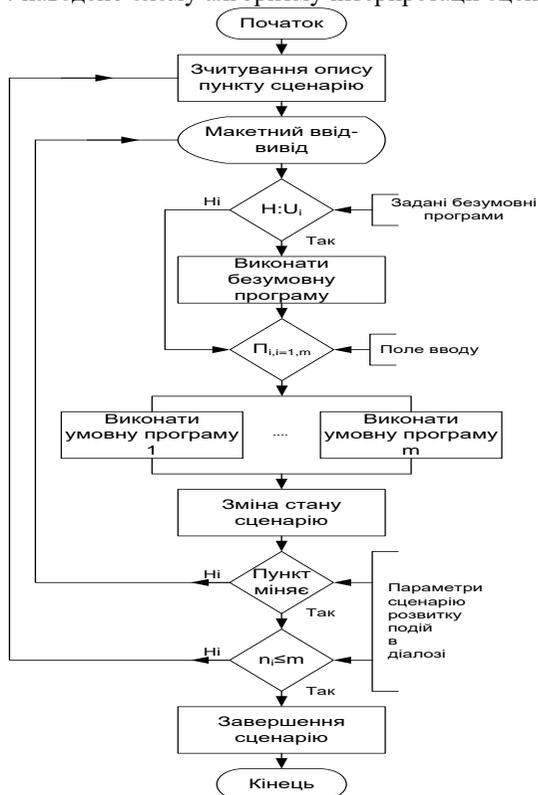 Початок
Зчитування опису
пункту сценарію
Макетний ввід-
вивід
Ні
H:Ui
Задані безумовні
програми
Так
Виконати
безумовну
програму
Пi,i=1,m
Поле вводу
Виконати
умовну програму
1
....
Виконати
умовну програму
m
Зміна стану
сценарію
Ні
Пункт
міняє
Так
Параметри
сценарію
розвитку
подій
в
діалозі
Ні
ni≤m
Так
Завершення
сценарію
Кінець